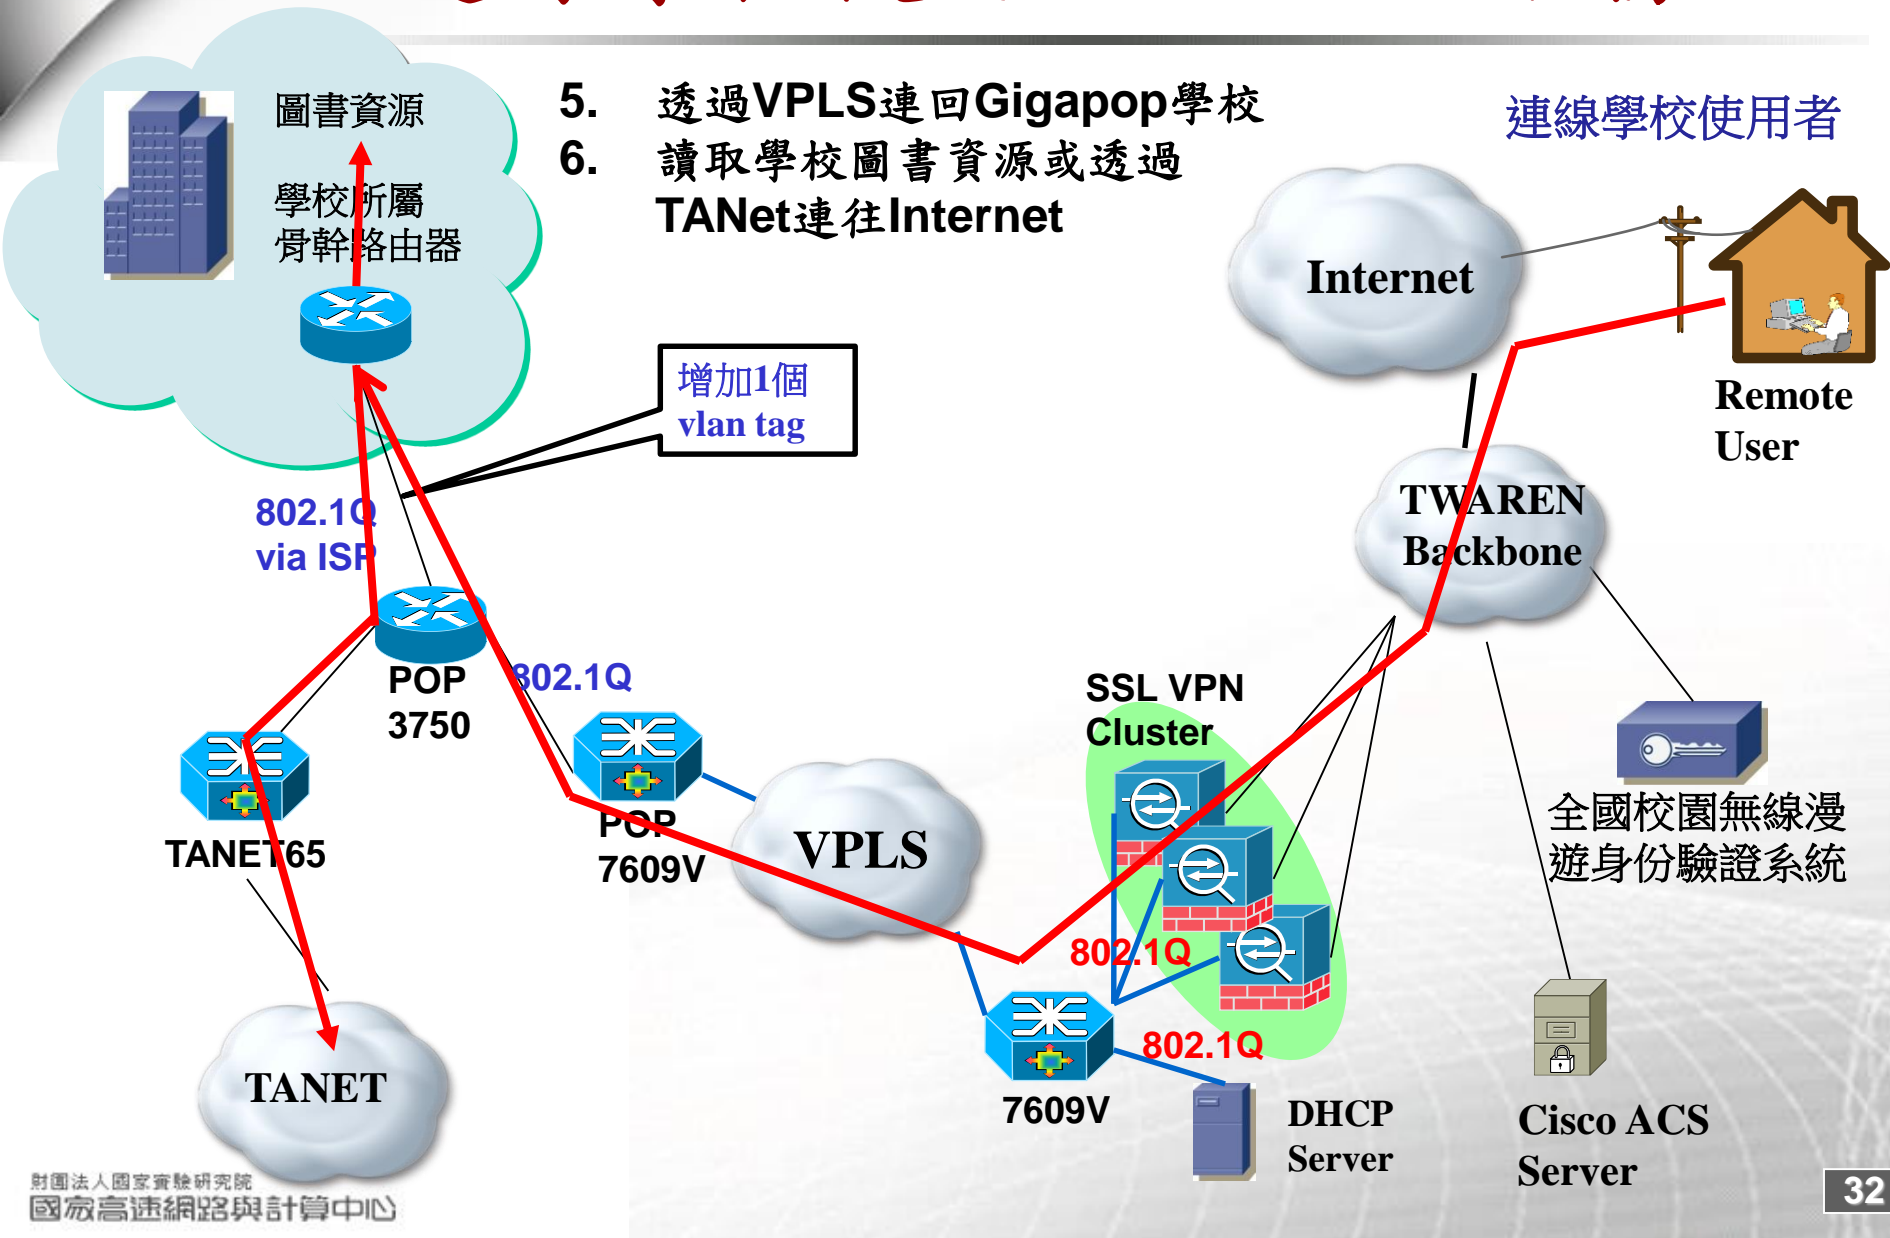 5. 透過VPLS連回Gigapop學校
6. 讀取學校圖書資源或透過
TANet連往Internet
連線學校使用者
圖書資源
學校所屬
骨幹路由器
Internet
增加1個
vlan tag
Remote
User
802.1Q
via ISP
TWAREN
Backbone
POP
3750
802.1Q
SSL VPN
Cluster
TANET65
POP
7609V
VPLS
全國校園無線漫
遊身份驗證系統
802.1Q
802.1Q
TANET
7609V
DHCP
Server
Cisco ACS
Server
財團法人國家實驗研究院
國家高速網路與計算中心
32